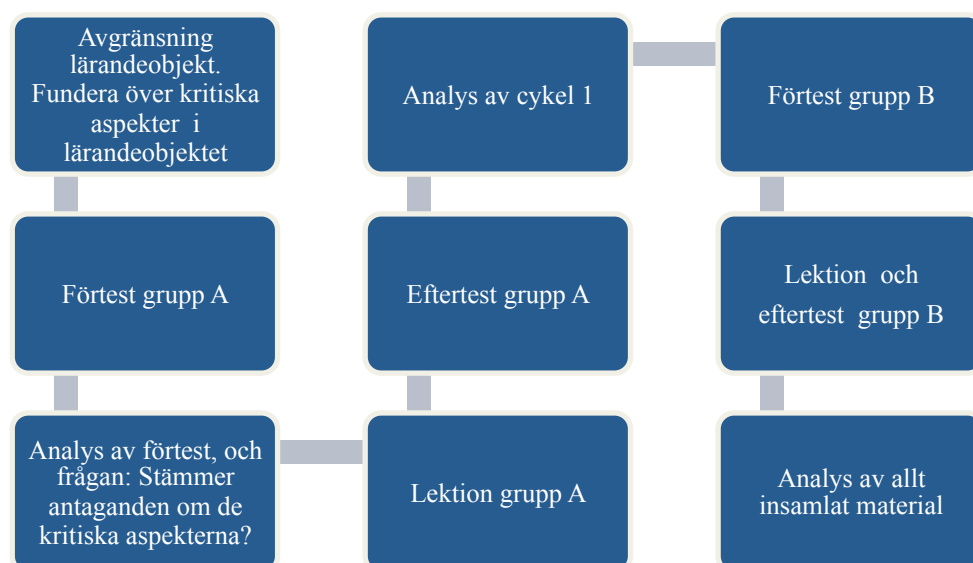 Avgränsning
lärandeobjekt.
Fundera över kritiska
aspekter i
lärandeobjektet
Förtest grupp A
Analys av förtest, och
frågan: Stämmer
antaganden om de
kritiska aspekterna?
Lektion grupp A
Eftertest grupp A
Analys av cykel 1
Förtest grupp B
Lektion och
eftertest grupp B
Analys av allt
insamlat material